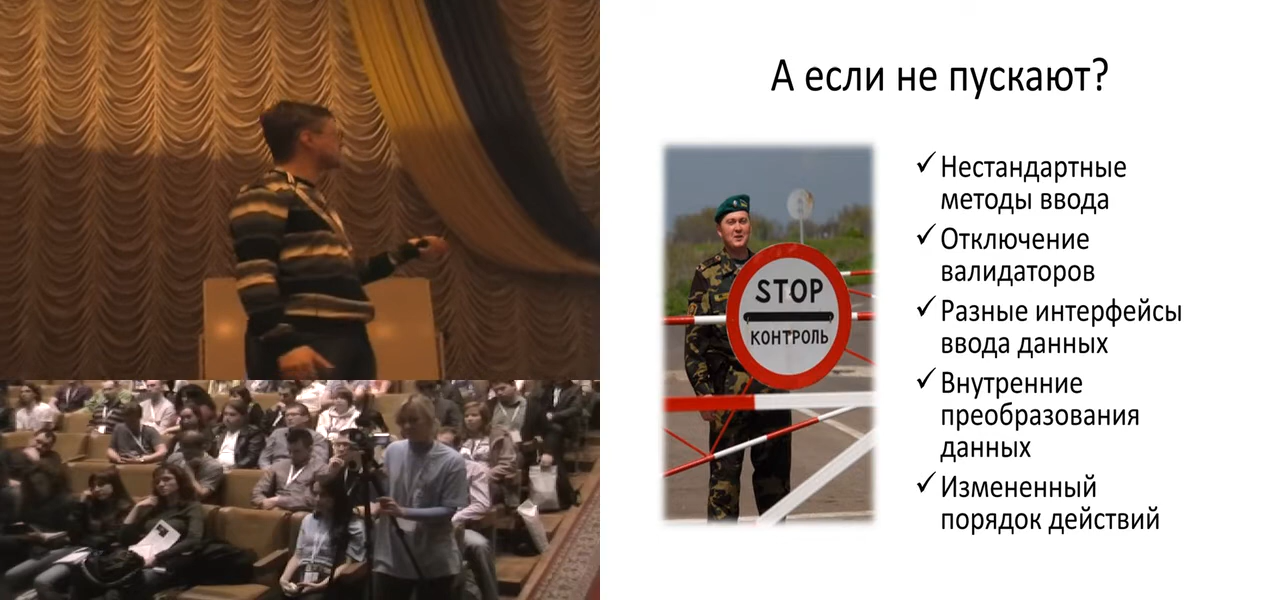 А если не пускают?
STOP
КОНТРОЛЬ
Нестандартные
методы ввода
Отключение
валидаторов
Разные интерфейсы
ввода данных
Внутренние
преобразования
данных
Измененный
порядок действий